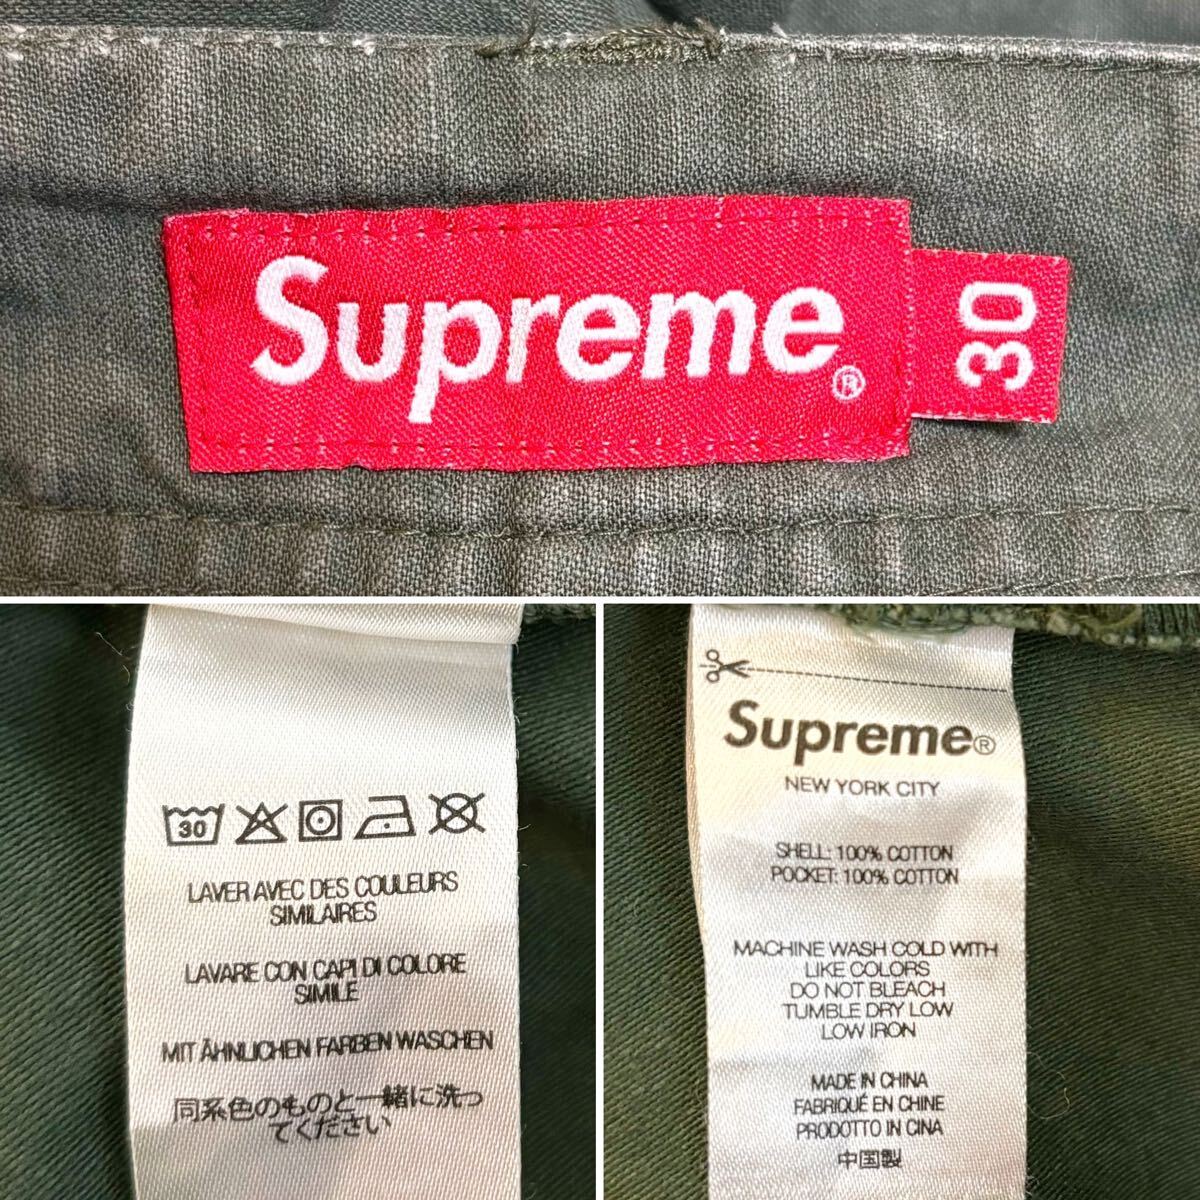 Supreme®
30
30
LAVER AVEC DES COULEURS
SIMILAIRES
LAVARE CON CAPI DI COLORE
SIMILE
MIT ÄHNLICHEN FARBEN WASCHEN
同系色のものと一緒に洗っ
てください
Supreme®
NEW YORK CITY
SHELL: 100% COTTON
POCKET: 100% COTTON
MACHINE WASH COLD WITH
LIKE COLORS
DO NOT BLEACH
TUMBLE DRY LOW
LOW IRON
MADE IN CHINA
FABRIQUÉ EN CHINE
PRODOTTO IN CINA
中国製